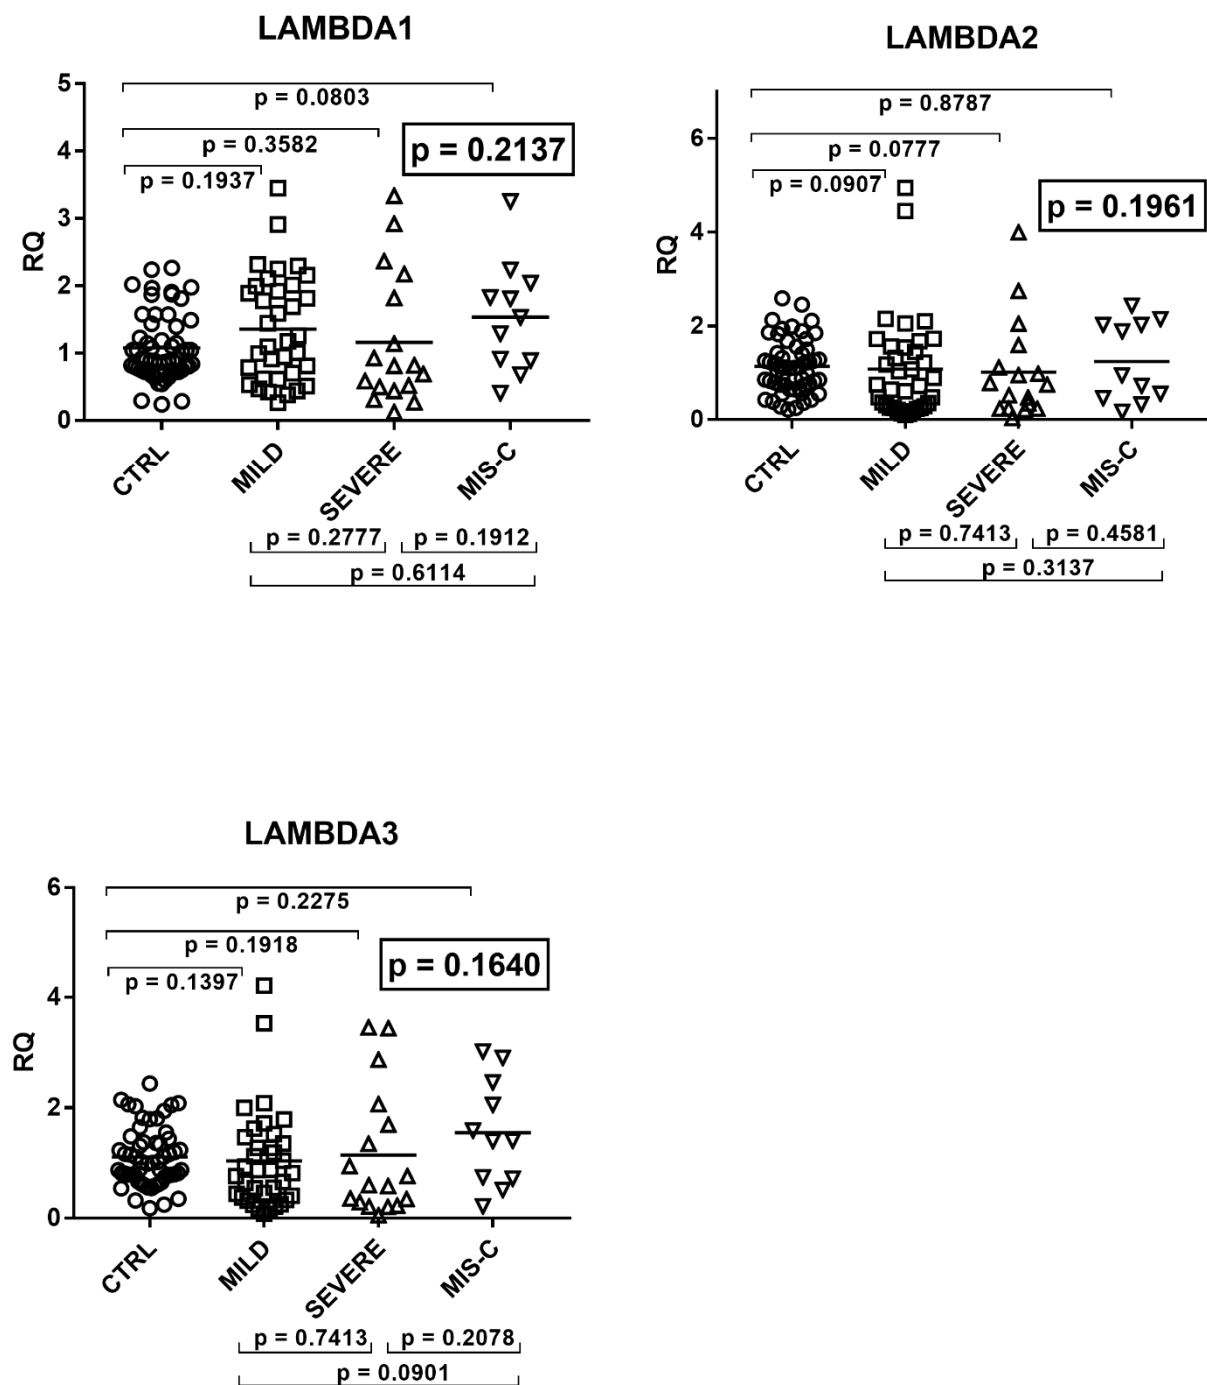 LAMBDA1
5
4
3
2
1
0
RQ
p = 0.0803
p = 0.3582
p = 0.2137
p = 0.1937
CTRL
MILD
SEVERE
MIS-C
p = 0.2777
p = 0.1912
p = 0.6114
LAMBDA2
6
4
2
0
RQ
p = 0.8787
p = 0.0777
p = 0.0907
p = 0.1961
CTRL
MILD
SEVERE
MIS-C
p = 0.7413
p = 0.4581
p = 0.3137
LAMBDA3
6
4
2
0
RQ
p = 0.2275
p = 0.1918
p = 0.1640
p = 0.1397
CTRL
MILD
SEVERE
MIS-C
p = 0.7413
p = 0.2078
p = 0.0901